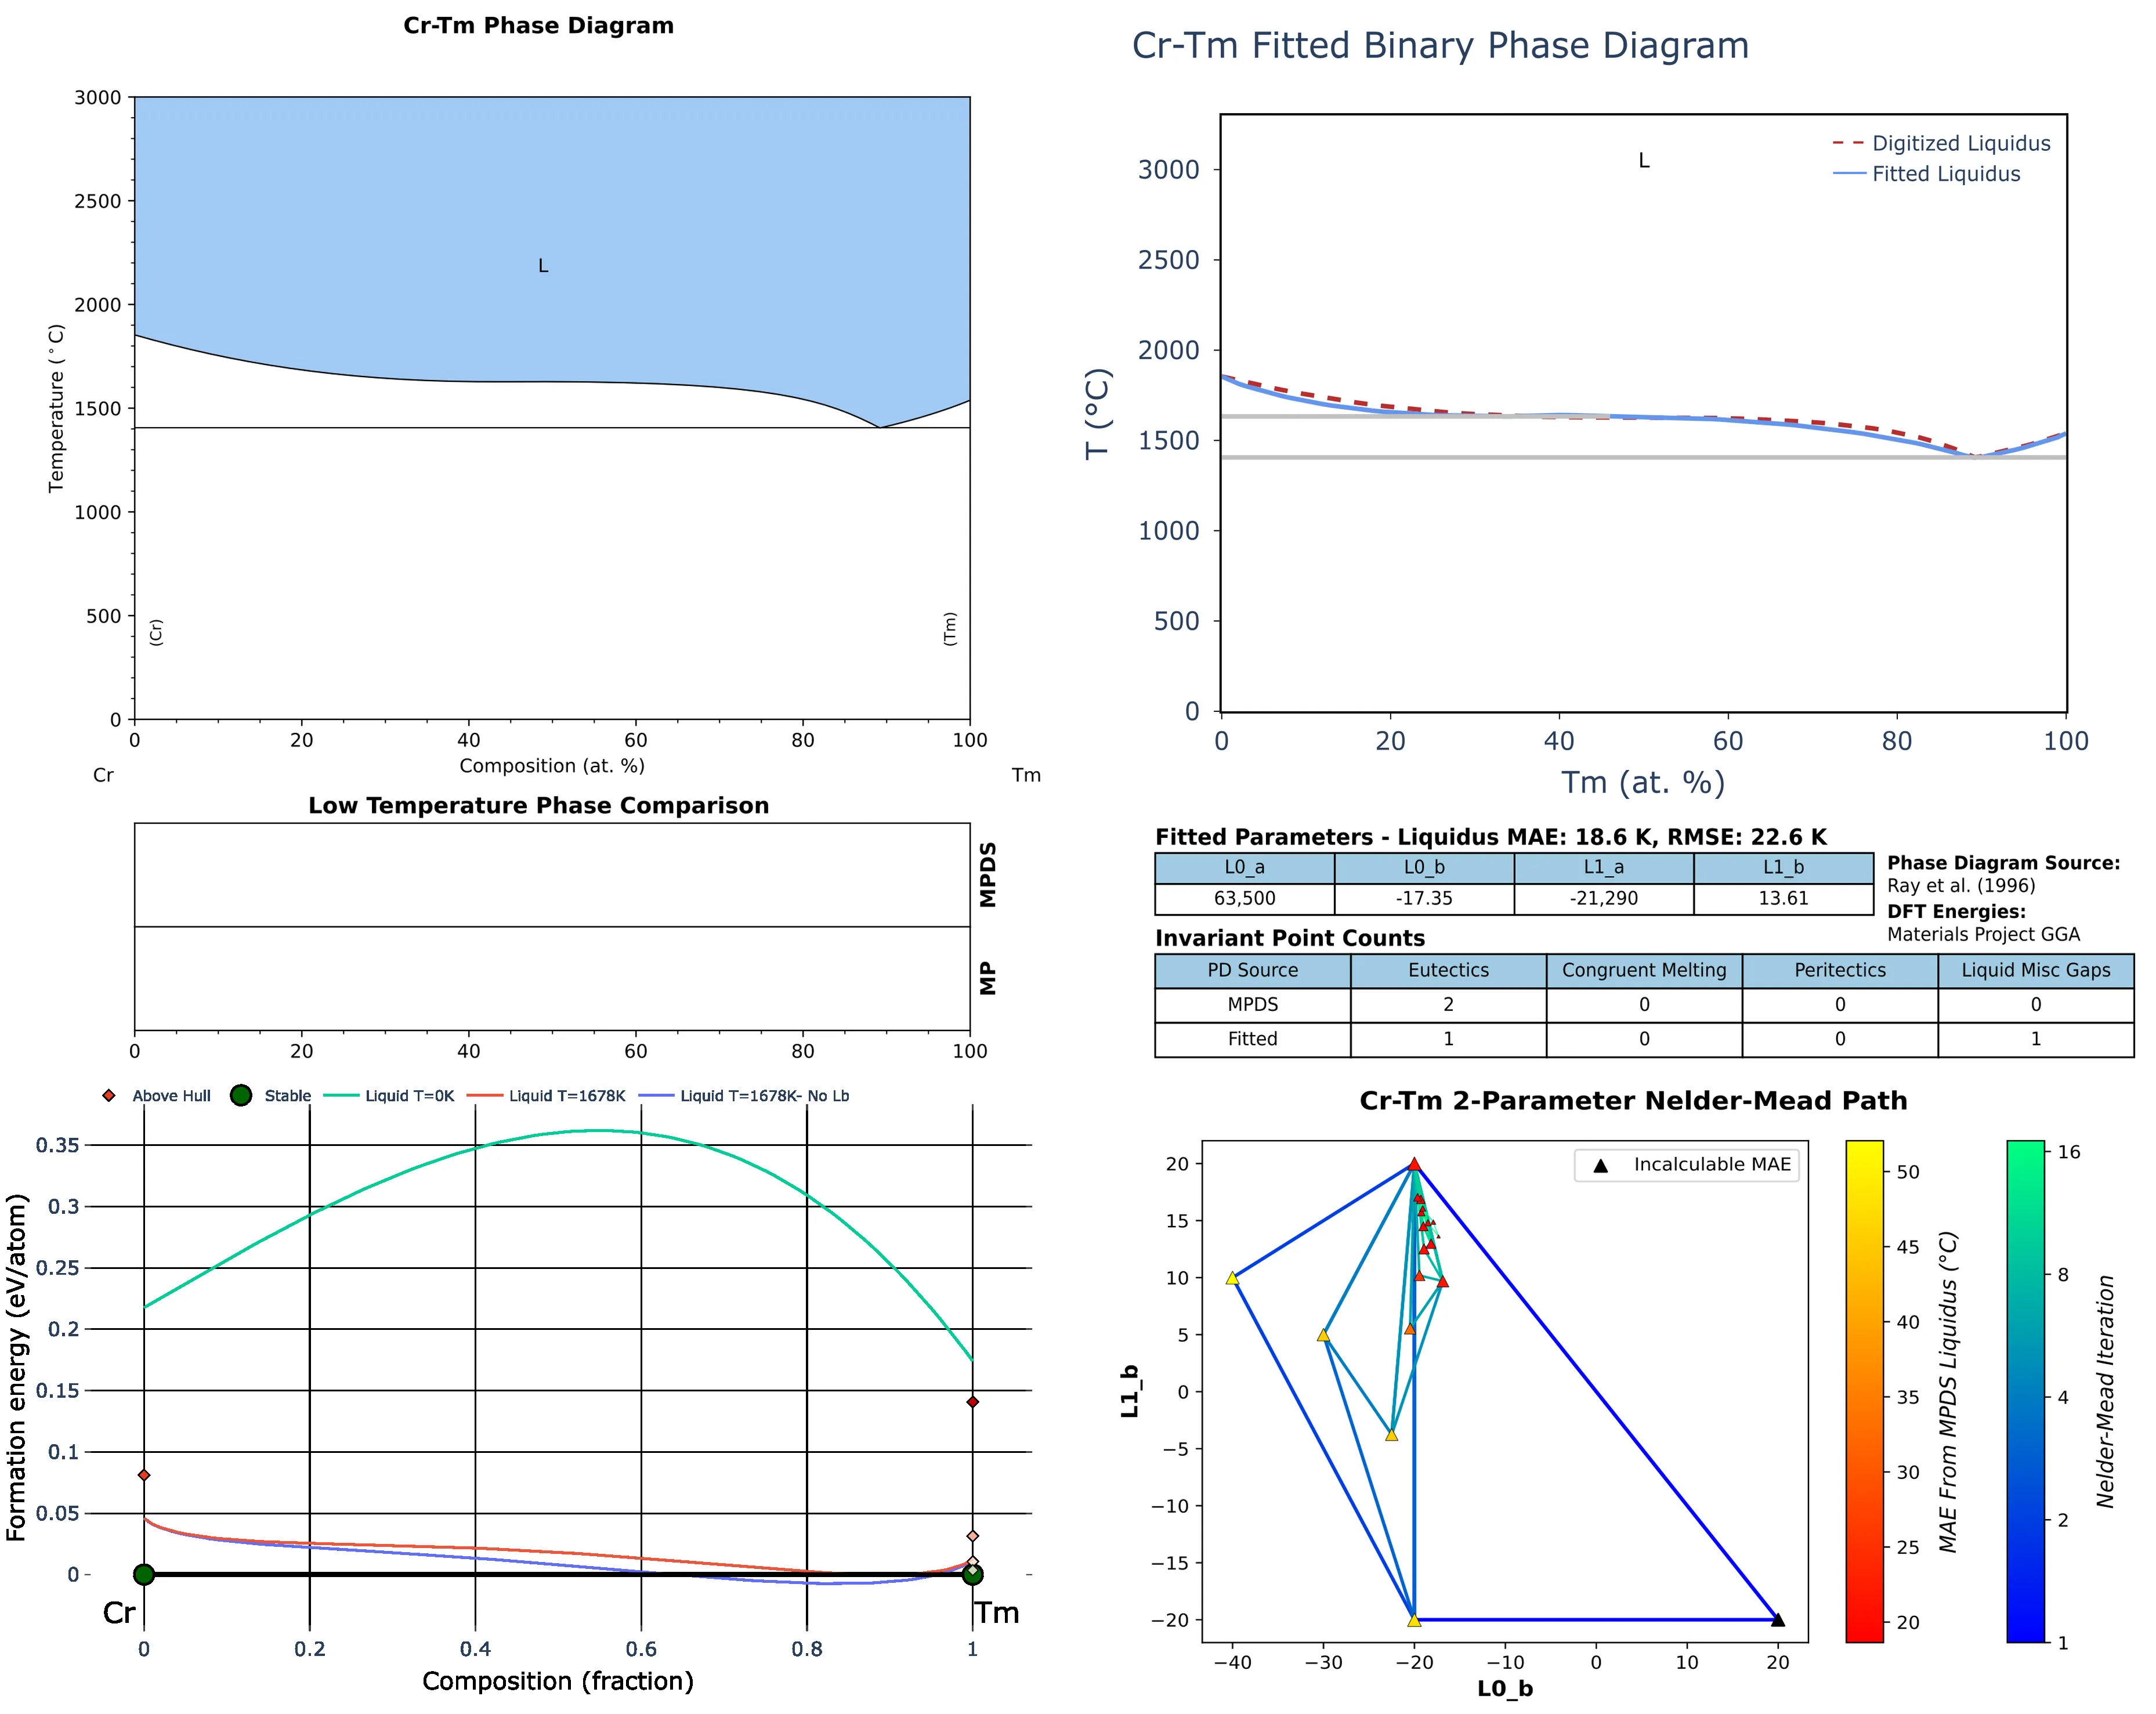 Cr-Tm Phase Diagram
3000
2500
2000
1500
1000
500
0
Temperature (°C)
L
(Cr)
(Tm)
0 20 40 60 80 100
Composition (at. %)
Cr Tm
Low Temperature Phase Comparison
MPDS
MP
0 20 40 60 80 100
Cr-Tm Fitted Binary Phase Diagram
L
Digitized Liquidus
Fitted Liquidus
3000
2500
2000
1500
1000
500
0
T (°C)
0 20 40 60 80 100
Tm (at. %)
Fitted Parameters - Liquidus MAE: 18.6 K, RMSE: 22.6 K
L0_a L0_b L1_a L1_b
63,500 -17.35 -21,290 13.61
Phase Diagram Source:
Ray et al. (1996)
DFT Energies:
Materials Project GGA
Invariant Point Counts
PD Source Eutectics Congruent Melting Peritectics Liquid Misc Gaps
MPDS 2 0 0 0
Fitted 1 0 0 1
Above Hull Stable Liquid T=0K Liquid T=1678K Liquid T=1678K- No Lb
0.35
0.3
0.25
0.2
0.15
0.1
0.05
0
Formation energy (eV/atom)
Cr Tm
0 0.2 0.4 0.6 0.8 1
Composition (fraction)
Cr-Tm 2-Parameter Nelder-Mead Path
Incalculable MAE
20
15
10
5
0
−5
−10
−15
−20
L1_b
−40 −30 −20 −10 0 10 20
L0_b
50
45
40
35
30
25
20
MAE From MPDS Liquidus (°C)
16
8
4
2
1
Nelder-Mead Iteration